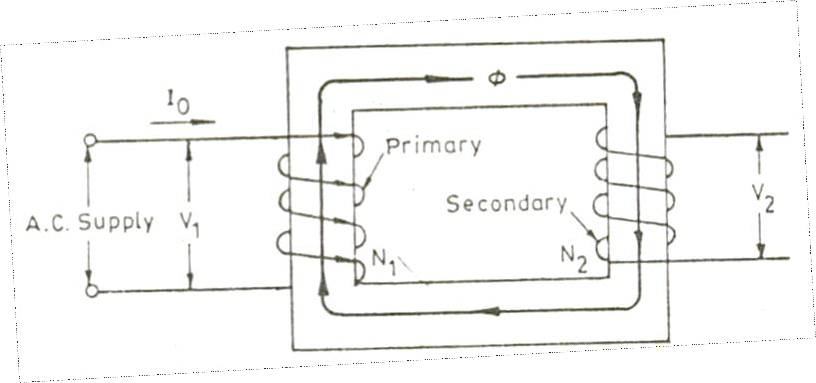 I₀
Φ
Primary
A.C. Supply
V₁
Secondary
V₂
N₁
N₂